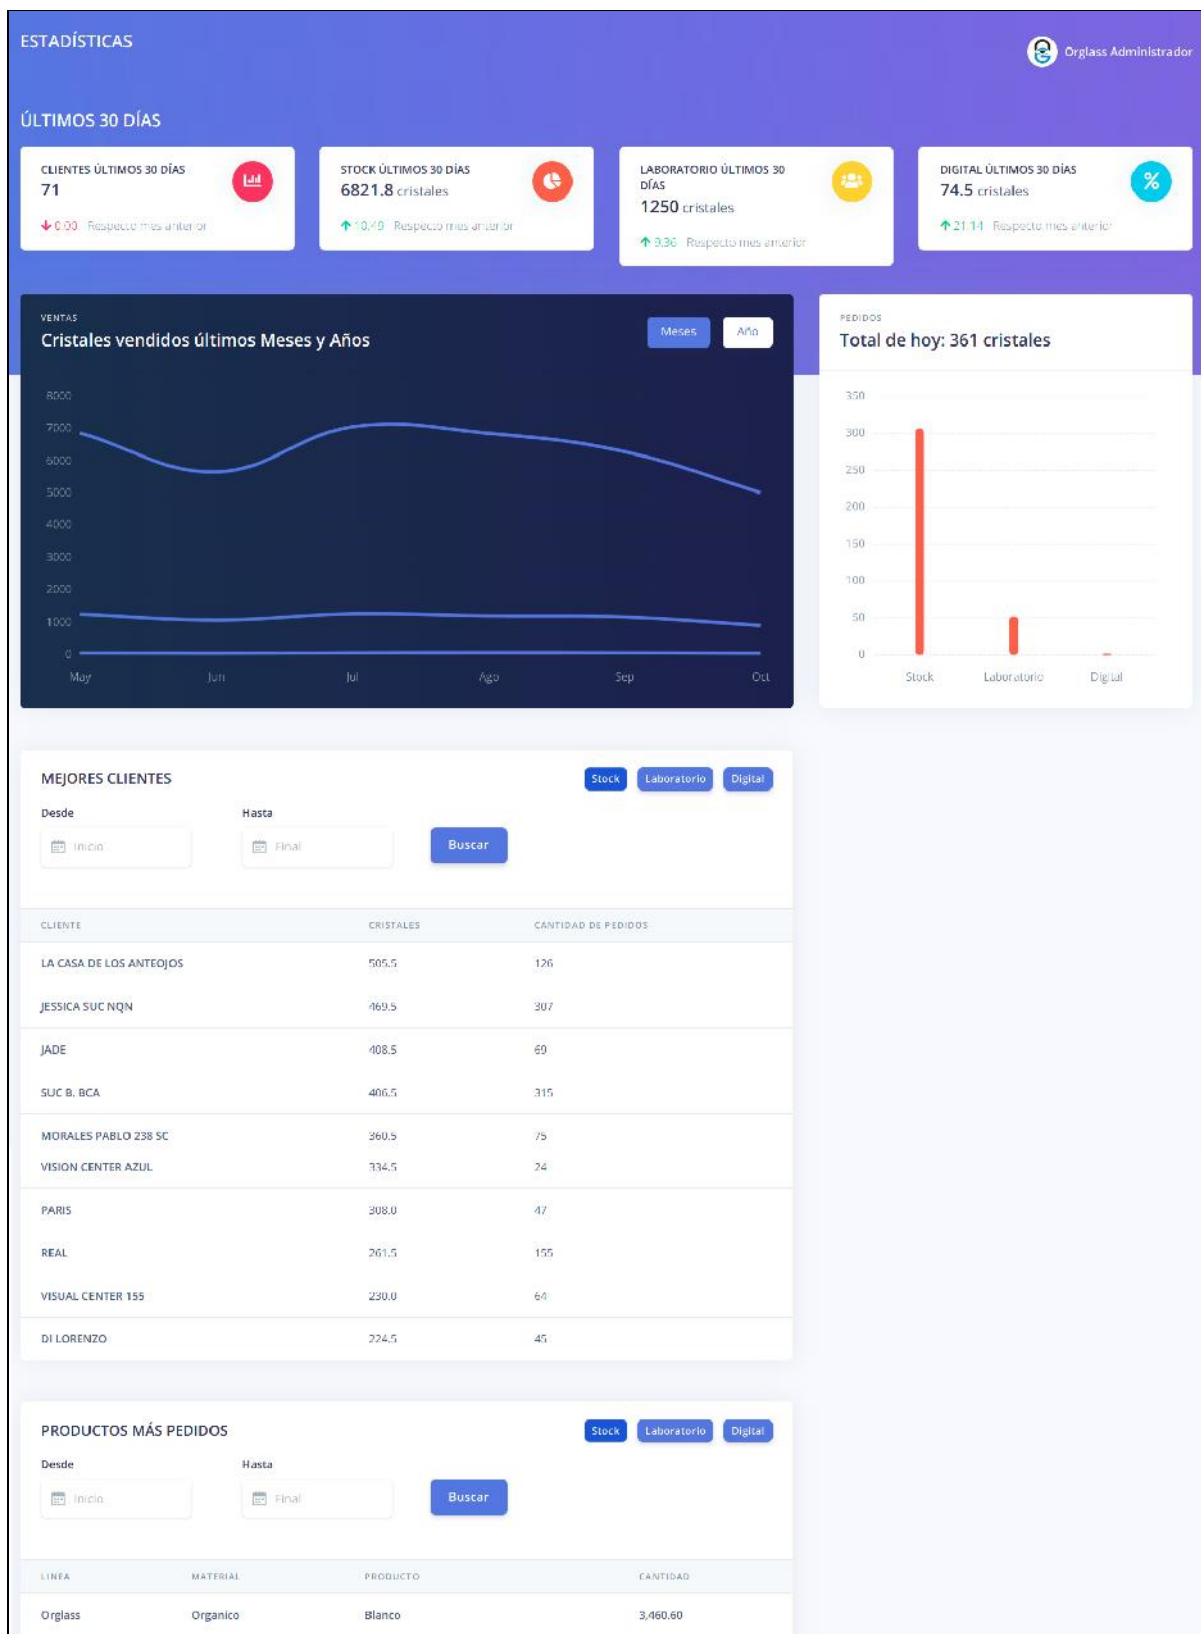 ESTADÍSTICAS
Orglass Administrador
ÚLTIMOS 30 DÍAS
CLIENTES ÚLTIMOS 30 DÍAS
71
0.00 Respecto mes anterior
STOCK ÚLTIMOS 30 DÍAS
6821.8 cristales
10.49 Respecto mes anterior
LABORATORIO ÚLTIMOS 30
DÍAS
1250 cristales
9.36 Respecto mes anterior
DIGITAL ÚLTIMOS 30 DÍAS
74.5 cristales
21.14 Respecto mes anterior
VENTAS
Cristales vendidos últimos Meses y Años
Meses
Año
8000
7000
6000
5000
4000
3000
2000
1000
0
May Jun Jul Ago Sep Oct
PEDIDOS
Total de hoy: 361 cristales
350
300
250
200
150
100
50
0
Stock Laboratorio Digital
MEJORES CLIENTES
Stock Laboratorio Digital
Desde Hasta
Inicio Final Buscar
CLIENTE CRISTALES CANTIDAD DE PEDIDOS
LA CASA DE LOS ANTEOJOS 505.5 126
JESSICA SUC NQN 469.5 307
JADE 408.5 69
SUC B. BCA 406.5 315
MORALES PABLO 238 SC 360.5 75
VISION CENTER AZUL 334.5 24
PARIS 308.0 47
REAL 261.5 155
VISUAL CENTER 155 230.0 64
DI LORENZO 224.5 45
PRODUCTOS MÁS PEDIDOS
Stock Laboratorio Digital
Desde Hasta
Inicio Final Buscar
LINEA MATERIAL PRODUCTO CANTIDAD
Orglass Organico Blanco 3,460.60